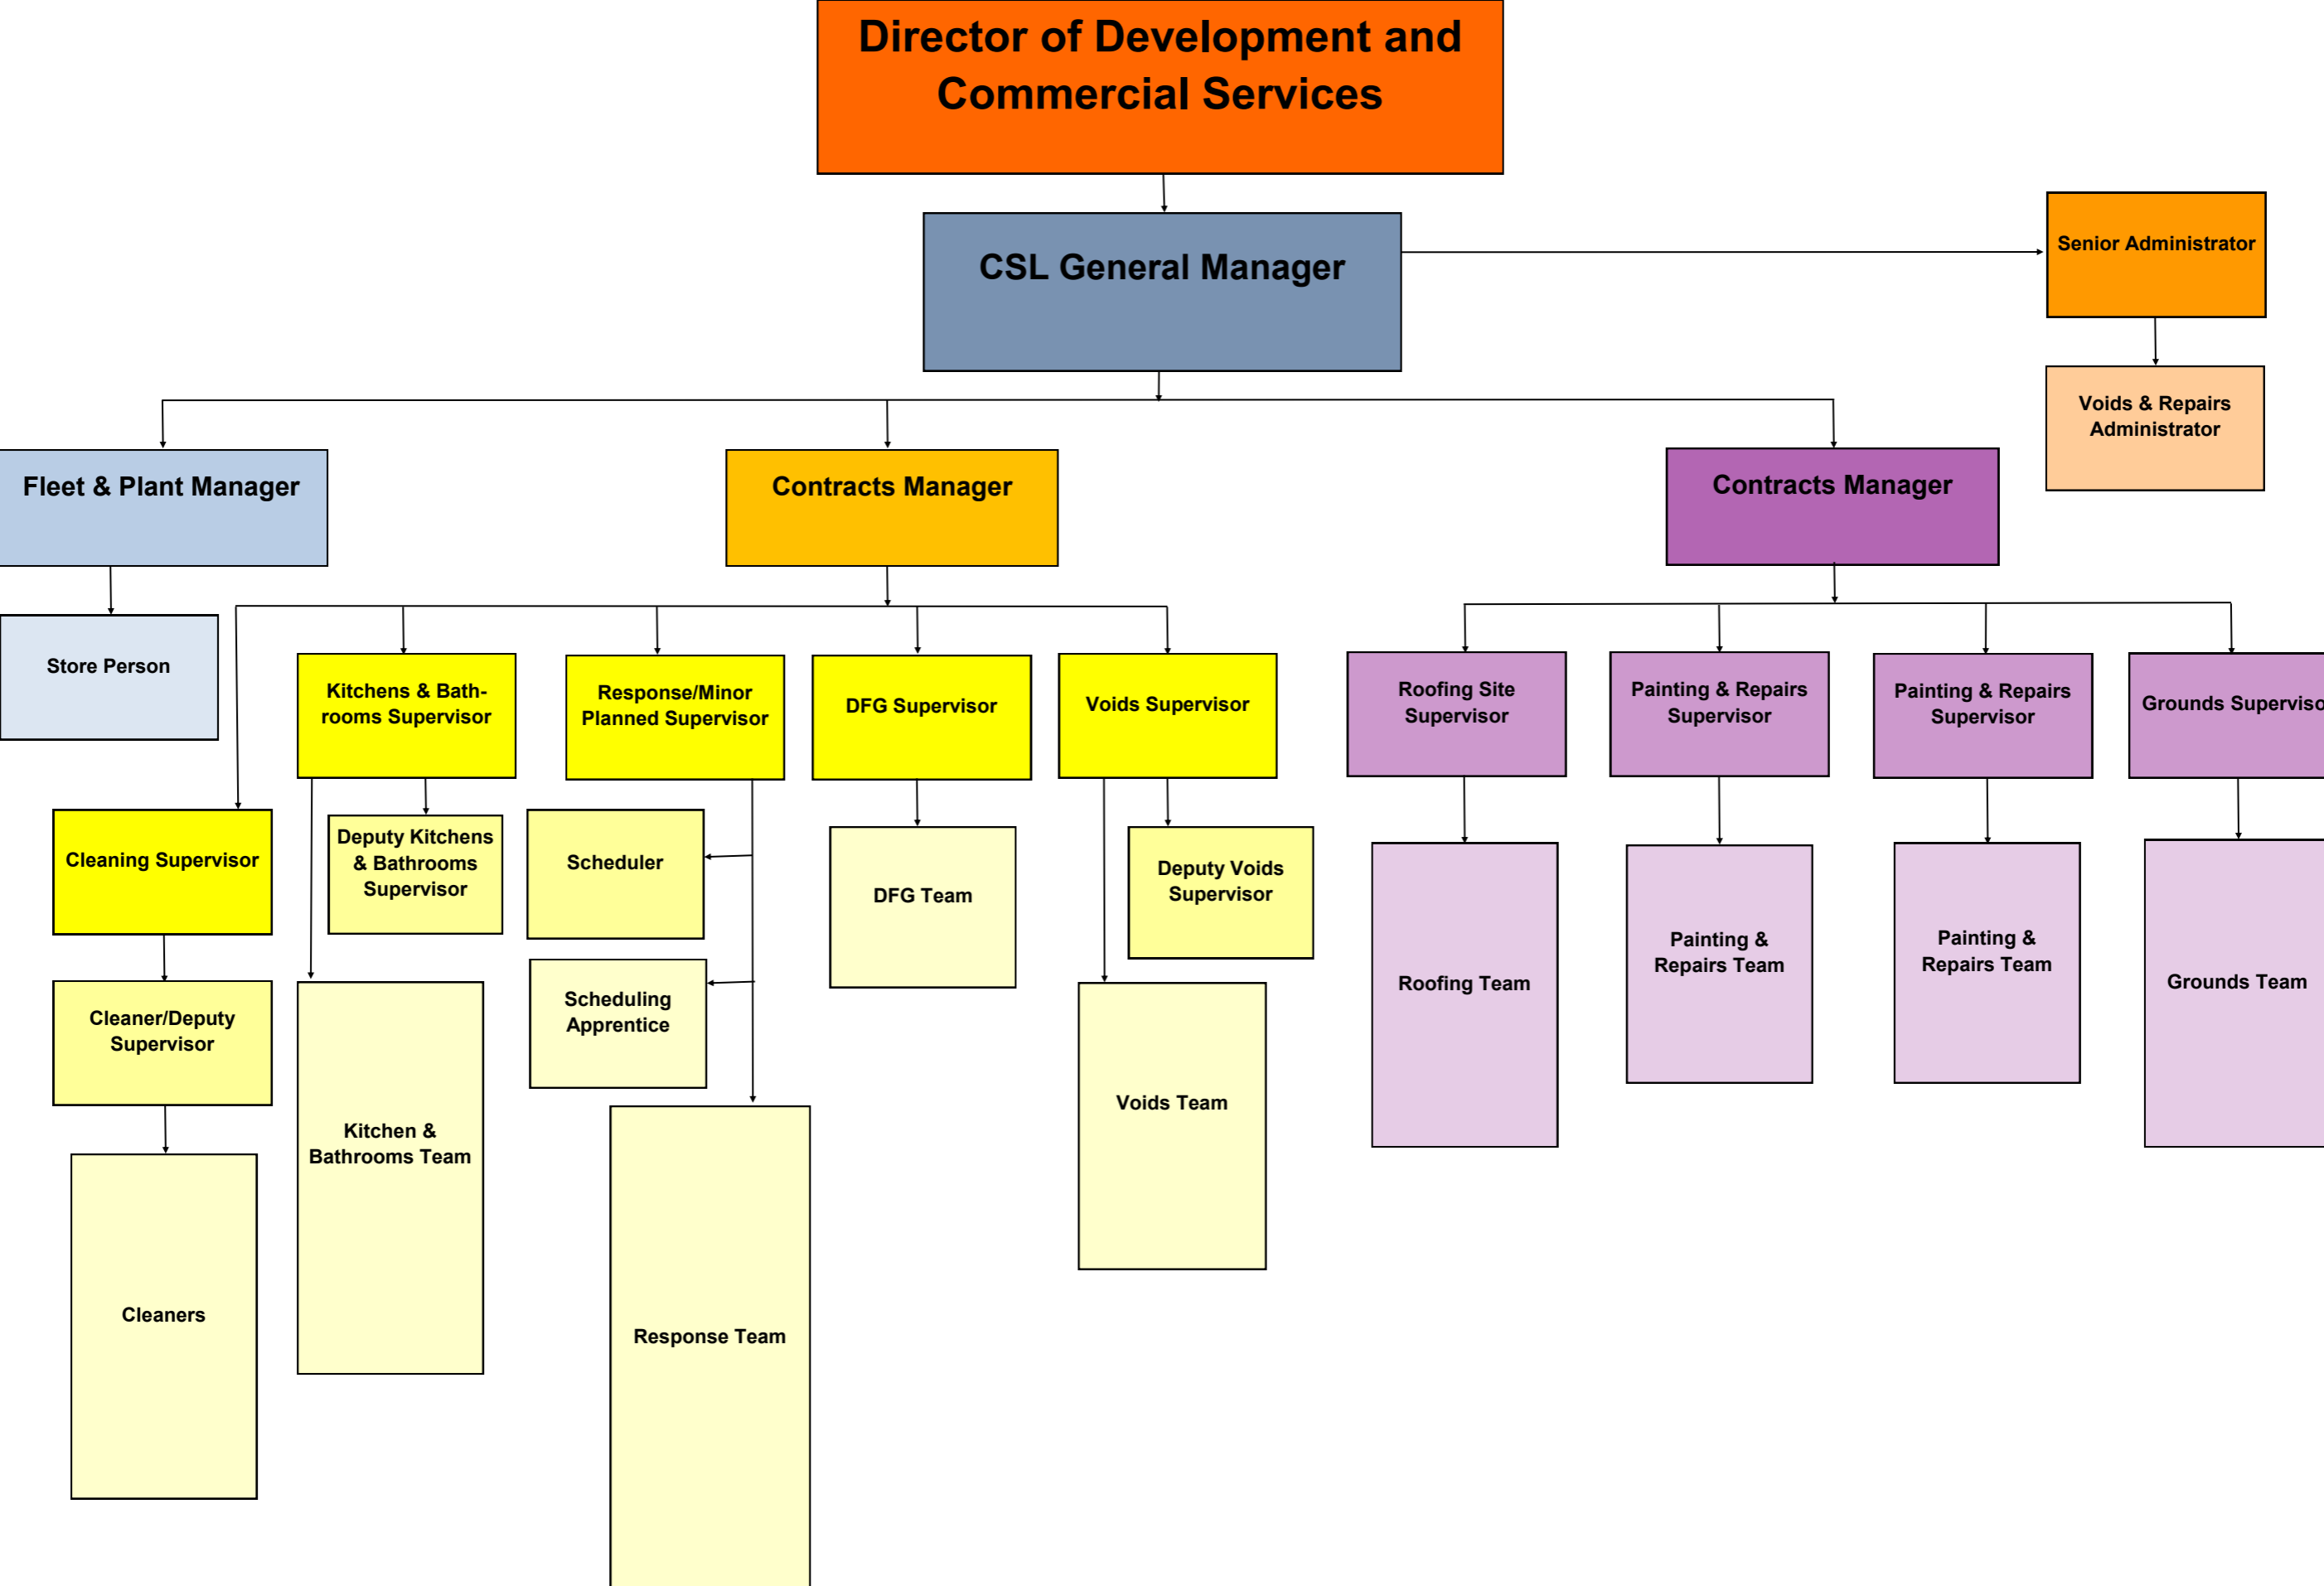 Director of Development and
Commercial Services
CSL General Manager
Senior Administrator
Voids & Repairs
Administrator
Fleet & Plant Manager
Contracts Manager
Contracts Manager
Store Person
Kitchens & Bath-
rooms Supervisor
Response/Minor
Planned Supervisor
DFG Supervisor
Voids Supervisor
Roofing Site
Supervisor
Painting & Repairs
Supervisor
Painting & Repairs
Supervisor
Grounds Superviso
Cleaning Supervisor
Deputy Kitchens
& Bathrooms
Supervisor
Scheduler
DFG Team
Deputy Voids
Supervisor
Roofing Team
Painting &
Repairs Team
Painting &
Repairs Team
Grounds Team
Cleaner/Deputy
Supervisor
Scheduling
Apprentice
Kitchen &
Bathrooms Team
Voids Team
Cleaners
Response Team